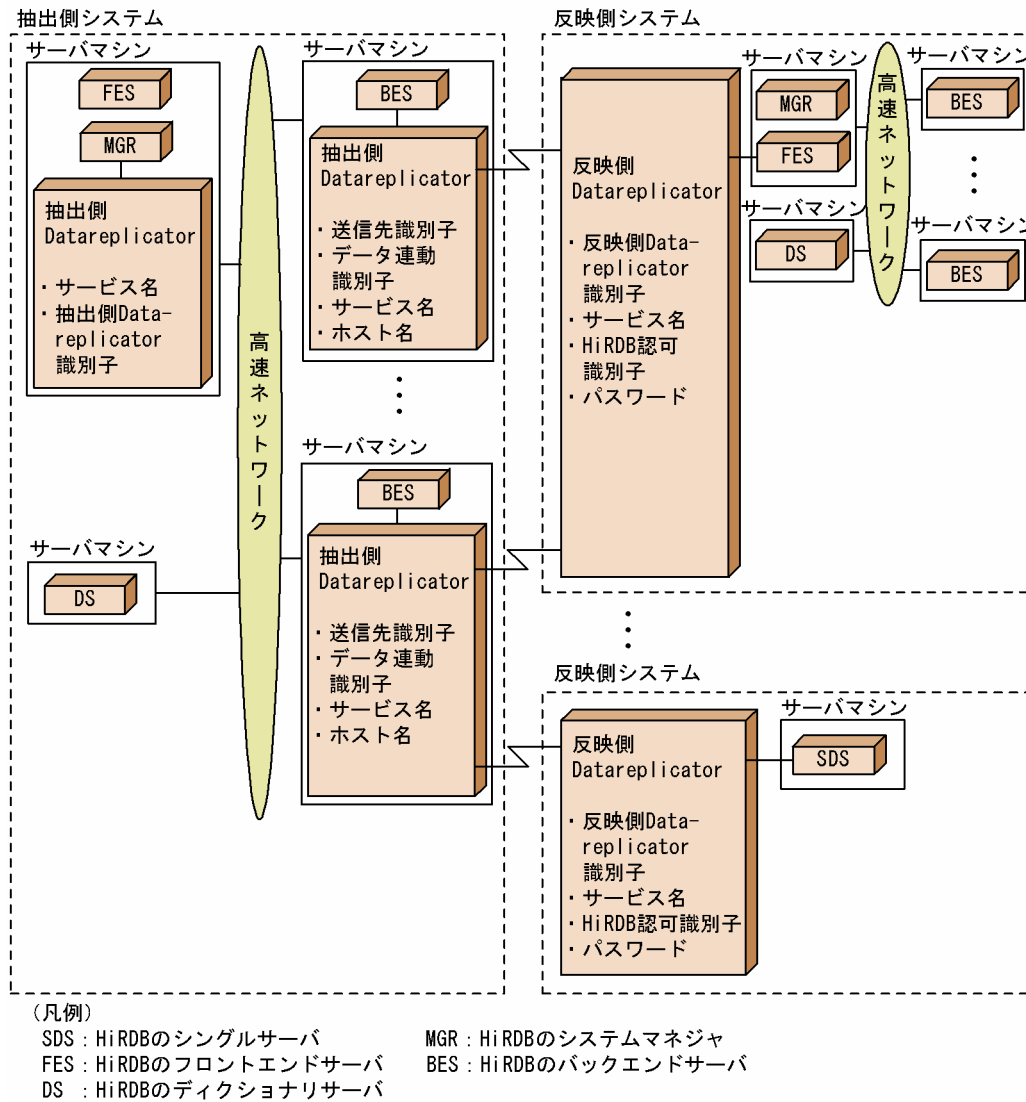 抽出側システム
サーバマシン
FES
MGR
抽出側
Datareplicator
・サービス名
・抽出側Data-
replicator
識別子
サーバマシン
DS
高速ネットワーク
サーバマシン
BES
抽出側
Datareplicator
・送信先識別子
・データ連動
識別子
・サービス名
・ホスト名
サーバマシン
BES
抽出側
Datareplicator
・送信先識別子
・データ連動
識別子
・サービス名
・ホスト名
反映側システム
反映側
Datareplicator
・反映側Data-
replicator
識別子
・サービス名
・HiRDB認可
識別子
・パスワード
サーバマシン
MGR
FES
サーバマシン
DS
高速ネットワーク
サーバマシン
BES
サーバマシン
BES
反映側システム
反映側
Datareplicator
・反映側Data-
replicator
識別子
・サービス名
・HiRDB認可識別子
・パスワード
サーバマシン
SDS
(凡例)
SDS:HiRDBのシングルサーバ
MGR:HiRDBのシステムマネジャ
FES:HiRDBのフロントエンドサーバ
BES:HiRDBのバックエンドサーバ
DS :HiRDBのディクショナリサーバ